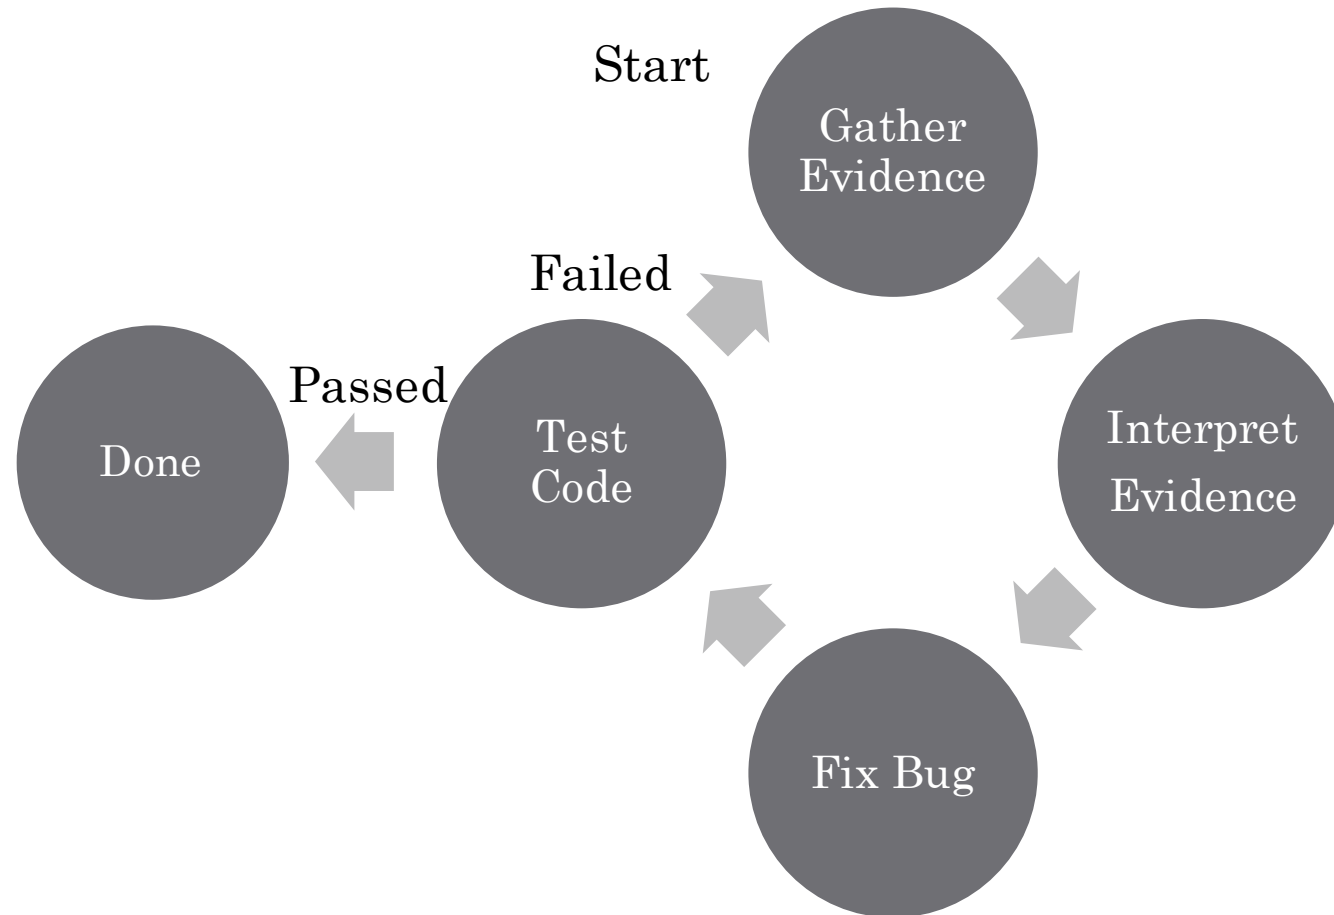 Start
Gather
Evidence
Failed
Passed
Done
Test
Code
Interpret
Evidence
Fix Bug